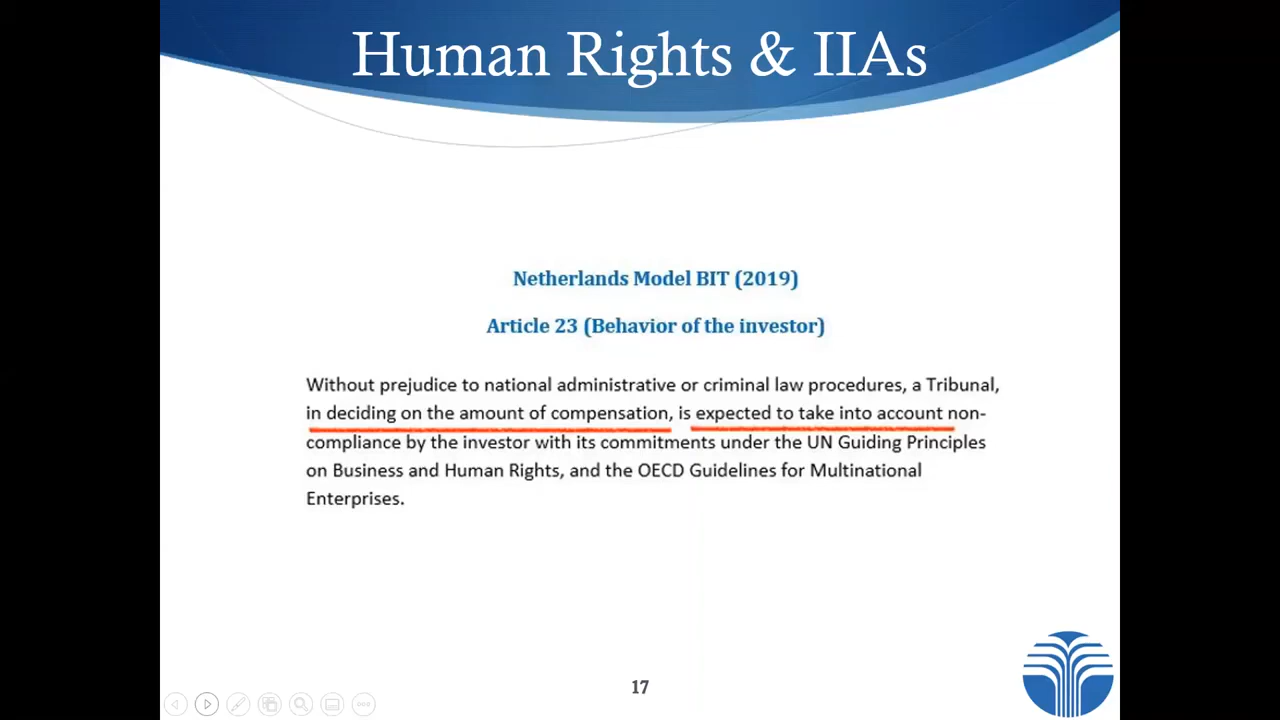 Human Rights & IIAs
Netherlands Model BIT (2019)
Article 23 (Behavior of the investor)
Without prejudice to national administrative or criminal law procedures, a Tribunal,
in deciding on the amount of compensation, is expected to take into account non-
compliance by the investor with its commitments under the UN Guiding Principles
on Business and Human Rights, and the OECD Guidelines for Multinational
Enterprises.
17